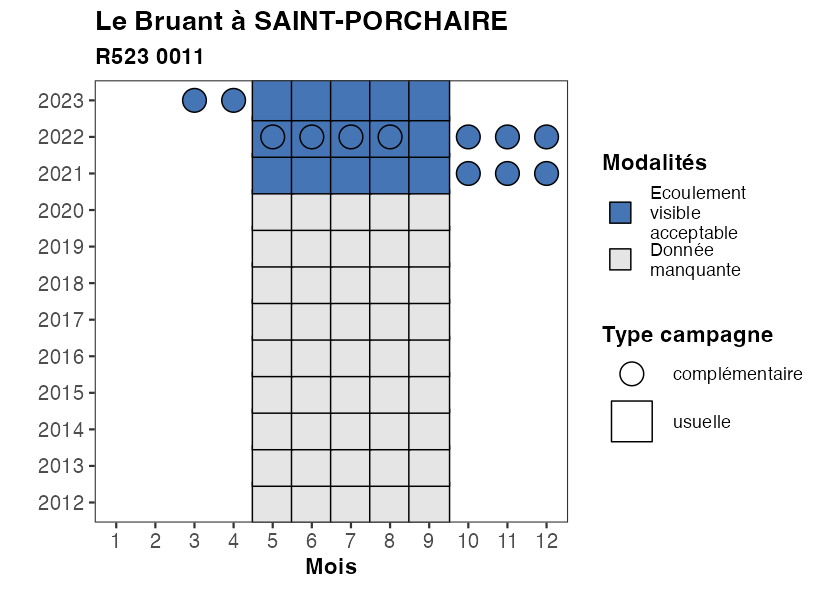 Le Bruant à SAINT-PORCHAIRE
R523 0011
2023
2022
2021
2020
2019
2018
2017
2016
2015
2014
2013
2012
1 2 3 4 5 6 7 8 9 10 11 12
Mois
Modalités
Ecoulement
visible
acceptable
Donnée
manquante
Type campagne
complémentaire
usuelle